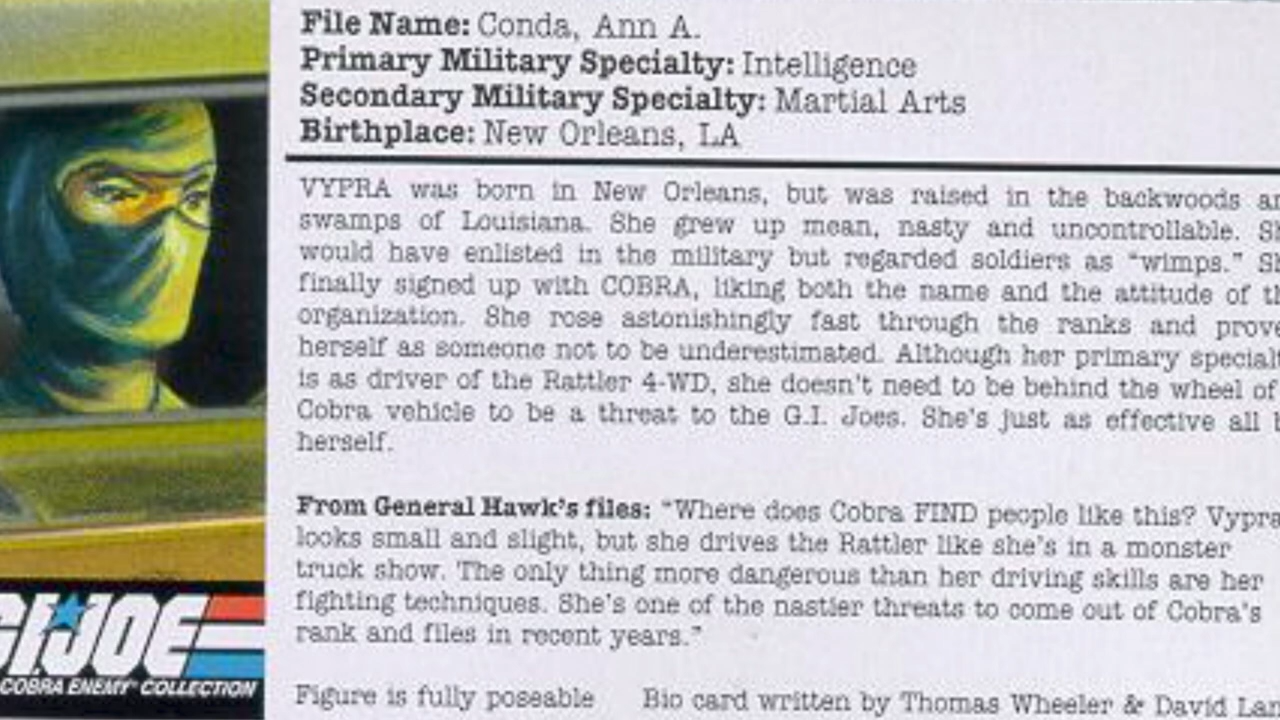 File Name: Conda, Ann A.
Primary Military Specialty: Intelligence
Secondary Military Specialty: Martial Arts
Birthplace: New Orleans, LA
VYPRA was born in New Orleans, but was raised in the backwoods an
swamps of Louisiana. She grew up mean, nasty and uncontrollable. Sh
would have enlisted in the military but regarded soldiers as “wimps.” Sh
finally signed up with COBRA, liking both the name and the attitude of th
organization. She rose astonishingly fast through the ranks and prove
herself as someone not to be underestimated. Although her primary specialt
is as driver of the Rattler 4-WD, she doesn't need to be behind the wheel of
Cobra vehicle to be a threat to the G.I. Joes. She's just as effective all b
herself.
From General Hawk's files: “Where does Cobra FIND people like this? Vypra
looks small and slight, but she drives the Rattler like she's in a monster
truck show. The only thing more dangerous than her driving skills are her
fighting techniques. She's one of the nastier threats to come out of Cobra's
rank and files in recent years.”
Figure is fully poseable Bio card written by Thomas Wheeler & David Lan
G.I. JOE
COBRA ENEMY COLLECTION